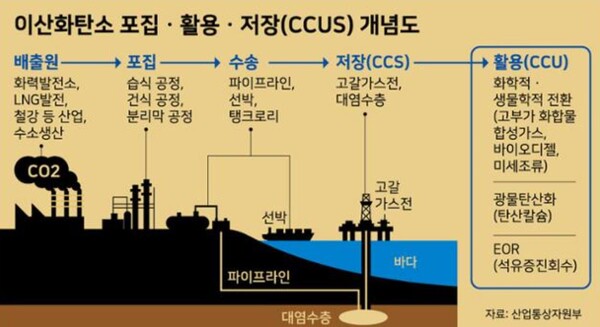 이산화탄소 포집 · 활용 · 저장(CCUS) 개념도
배출원
화력발전소,
LNG발전,
철강 등 산업,
수소생산
포집
습식 공정,
건식 공정,
분리막 공정
수송
파이프라인,
선박,
탱크로리
저장(CCS)
고갈가스전,
대염수층
활용(CCU)
화학적 ·
생물학적 전환
(고부가 화합물
합성가스,
바이오디젤,
미세조류)
광물탄산화
(탄산칼슘)
EOR
(석유증진회수)
CO2
선박
고갈
가스전
바다
파이프라인
대염수층
자료: 산업통상자원부